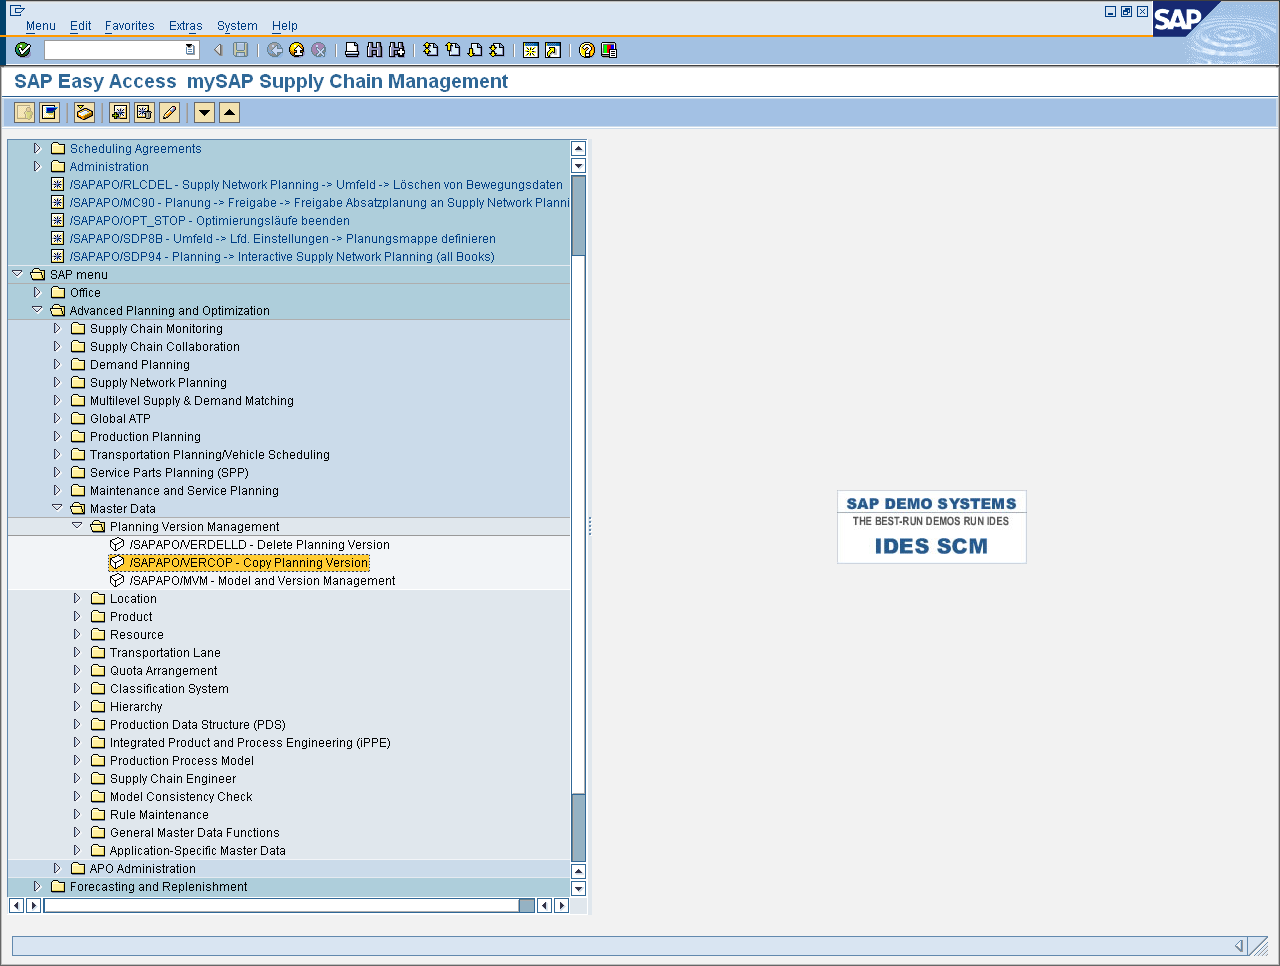 Menu Edit Favorites Extras System Help
SAP
SAP Easy Access mySAP Supply Chain Management
Scheduling Agreements
Administration
/SAPAPO/RLCDEL - Supply Network Planning -> Umfeld -> Löschen von Bewegungsdaten
/SAPAPO/MC90 - Planung -> Freigabe -> Freigabe Absatzplanung an Supply Network Planni
/SAPAPO/OPT_STOP - Optimierungsläufe beenden
/SAPAPO/SDP8B - Umfeld -> Lfd. Einstellungen -> Planungsmappe definieren
/SAPAPO/SDP94 - Planning -> Interactive Supply Network Planning (all Books)
SAP menu
Office
Advanced Planning and Optimization
Supply Chain Monitoring
Supply Chain Collaboration
Demand Planning
Supply Network Planning
Multilevel Supply & Demand Matching
Global ATP
Production Planning
Transportation Planning/Vehicle Scheduling
Service Parts Planning (SPP)
Maintenance and Service Planning
Master Data
Planning Version Management
/SAPAPO/VERDELLD - Delete Planning Version
/SAPAPO/VERCOP - Copy Planning Version
/SAPAPO/MVM - Model and Version Management
Location
Product
Resource
Transportation Lane
Quota Arrangement
Classification System
Hierarchy
Production Data Structure (PDS)
Integrated Product and Process Engineering (iPPE)
Production Process Model
Supply Chain Engineer
Model Consistency Check
Rule Maintenance
General Master Data Functions
Application-Specific Master Data
APO Administration
Forecasting and Replenishment
SAP DEMO SYSTEMS
THE BEST-RUN DEMOS RUN IDES
IDES SCM